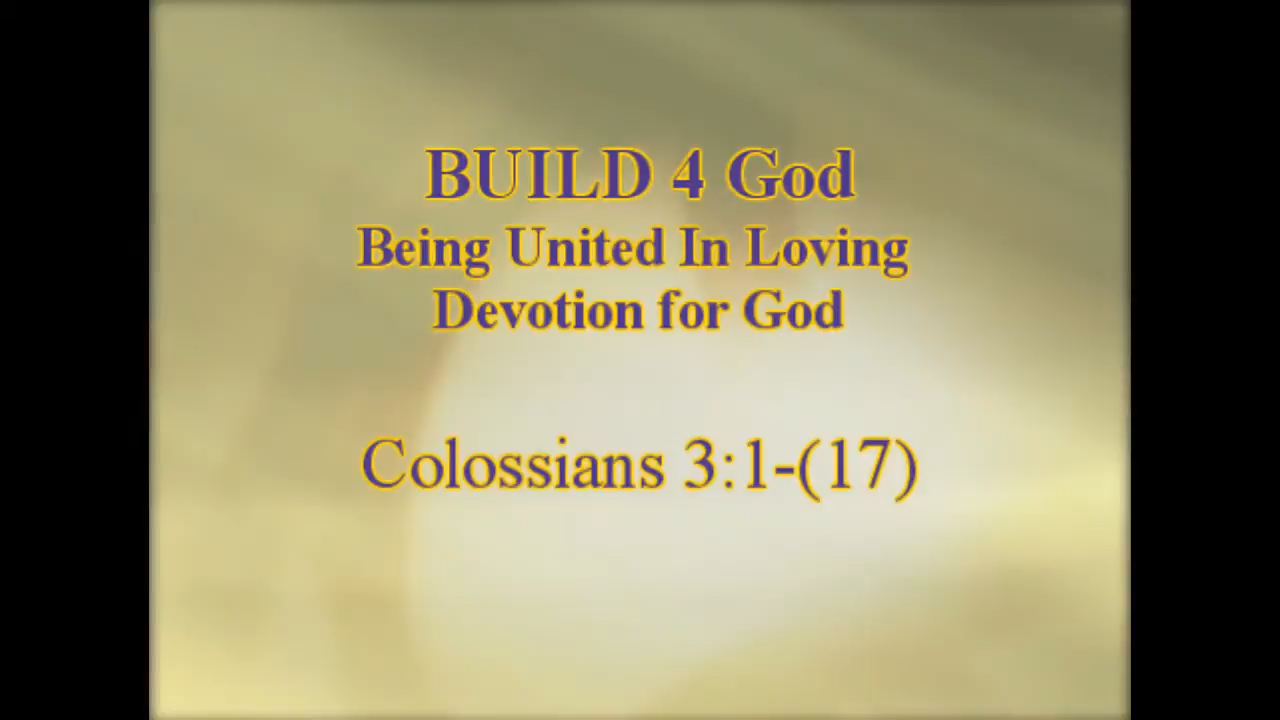 BUILD 4 God
Being United In Loving
Devotion for God
Colossians 3:1-(17)